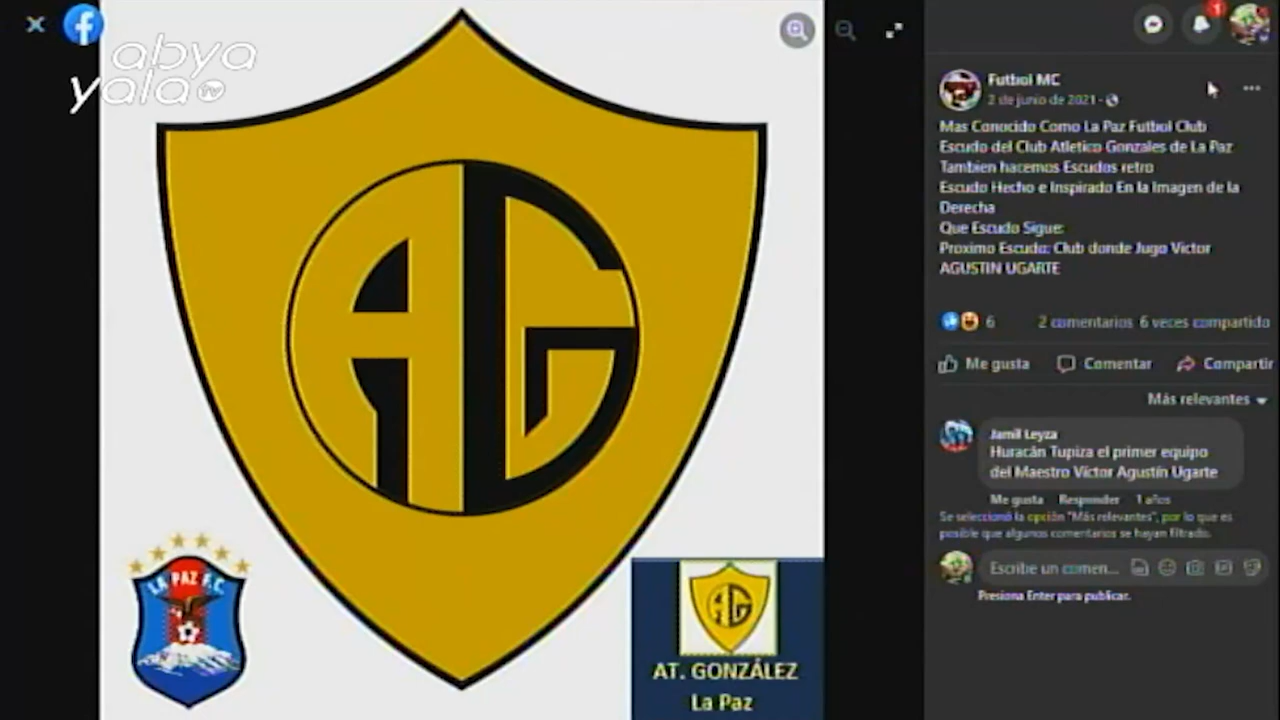 abya
yala tv
AG
LA PAZ F.C.
AG
AT. GONZÁLEZ
La Paz
1
Futbol MC
2 de junio de 2021 ·
Mas Conocido Como La Paz Futbol Club
Escudo del Club Atletico Gonzales de La Paz
Tambien hacemos Escudos retro
Escudo Hecho e Inspirado En la Imagen de la
Derecha
Que Escudo Sigue:
Proximo Escudo: Club donde Jugo Victor
AGUSTIN UGARTE
6 2 comentarios 6 veces compartido
Me gusta Comentar Compartir
Más relevantes
Jamil Leyza
Huracán Tupiza el primer equipo
del Maestro Víctor Agustín Ugarte
Me gusta Responder 1 años
Se seleccionó la opción "Más relevantes", por lo que es
posible que algunos comentarios se hayan filtrado.
Escribe un comen...
Presiona Enter para publicar.